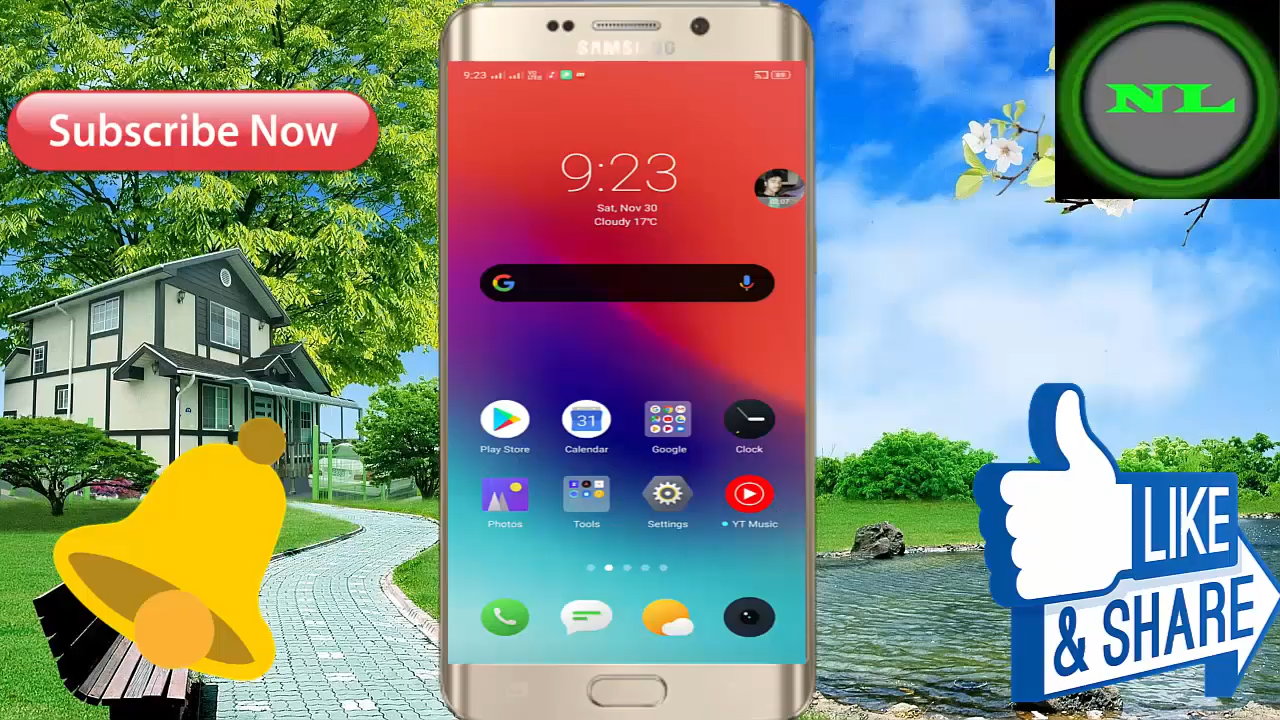 SAMSUNG
9:23
Subscribe Now
NL
9:23
Sat, Nov 30
Cloudy 17°C
G
31
Play Store
Calendar
Google
Clock
Photos
Tools
Settings
YT Music
LIKE
& SHARE